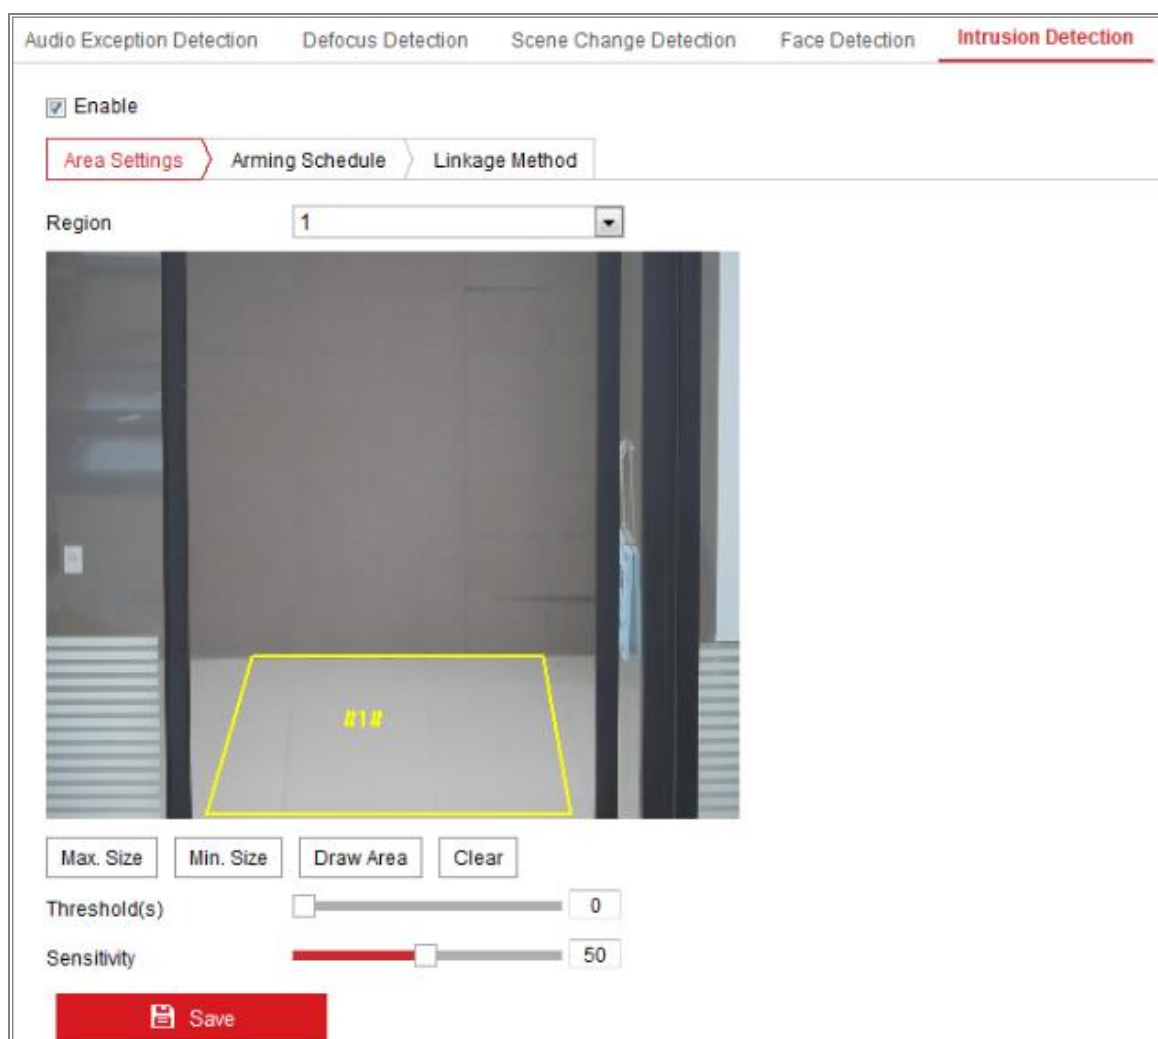 Audio Exception Detection Defocus Detection Scene Change Detection Face Detection Intrusion Detection
Enable
Area Settings Arming Schedule Linkage Method
Region 1
#1#
Max. Size Min. Size Draw Area Clear
Threshold(s) 0
Sensitivity 50
Save